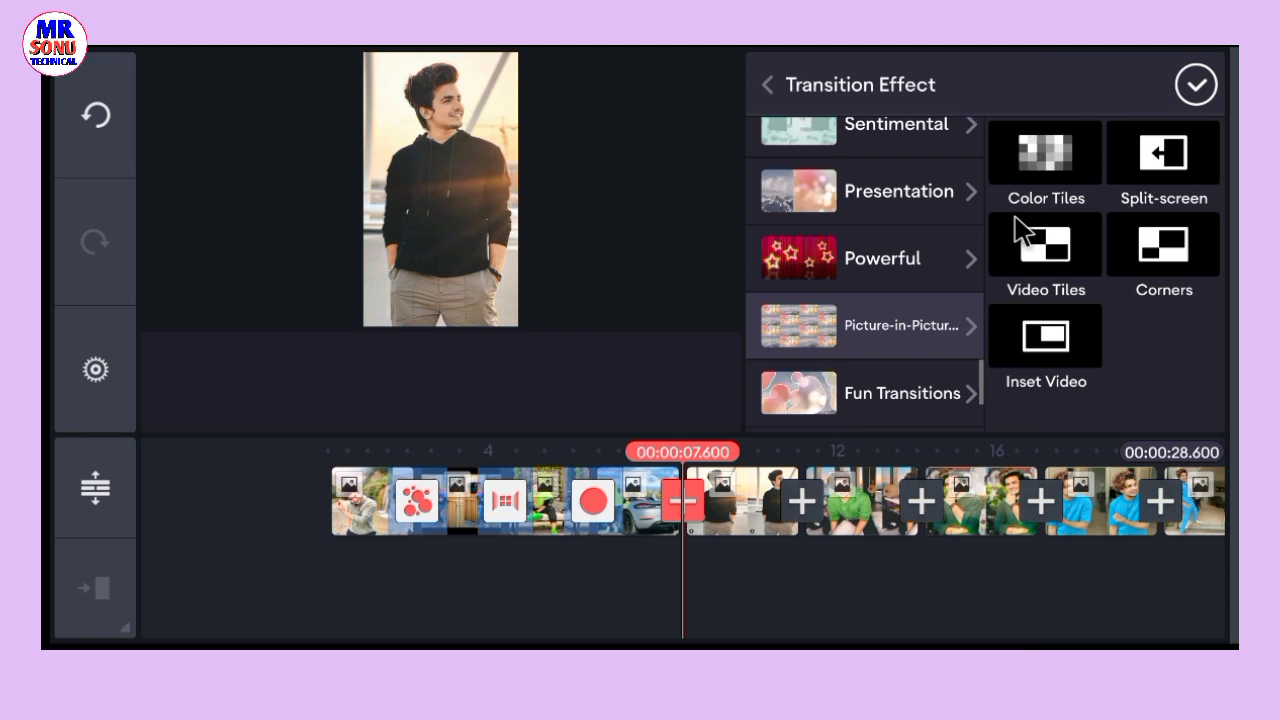 MR
SONU
TECHNICAL
Transition Effect
Sentimental
Presentation
Powerful
Picture-in-Pictur...
Fun Transitions
Color Tiles
Split-screen
Video Tiles
Corners
Inset Video
4
00:00:07.600
12
16
00:00:28.600